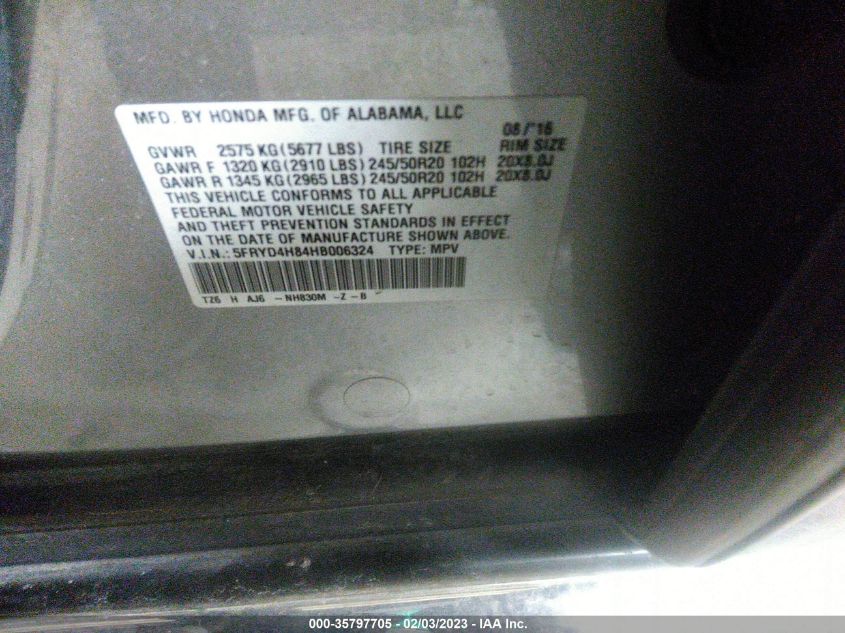 MFD. BY HONDA MFG. OF ALABAMA, LLC
08/'16
GVWR 2575 KG (5677 LBS) TIRE SIZE RIM SIZE
GAWR F 1320 KG (2910 LBS) 245/50R20 102H 20X8.0J
GAWR R 1345 KG (2965 LBS) 245/50R20 102H 20X8.0J
THIS VEHICLE CONFORMS TO ALL APPLICABLE
FEDERAL MOTOR VEHICLE SAFETY
AND THEFT PREVENTION STANDARDS IN EFFECT
ON THE DATE OF MANUFACTURE SHOWN ABOVE.
V.I.N.: 5FRYD4H84HB006324 TYPE: MPV
TZ6 H AJ6 - NH830M -Z -B
000-35797705 - 02/03/2023 - IAA Inc.